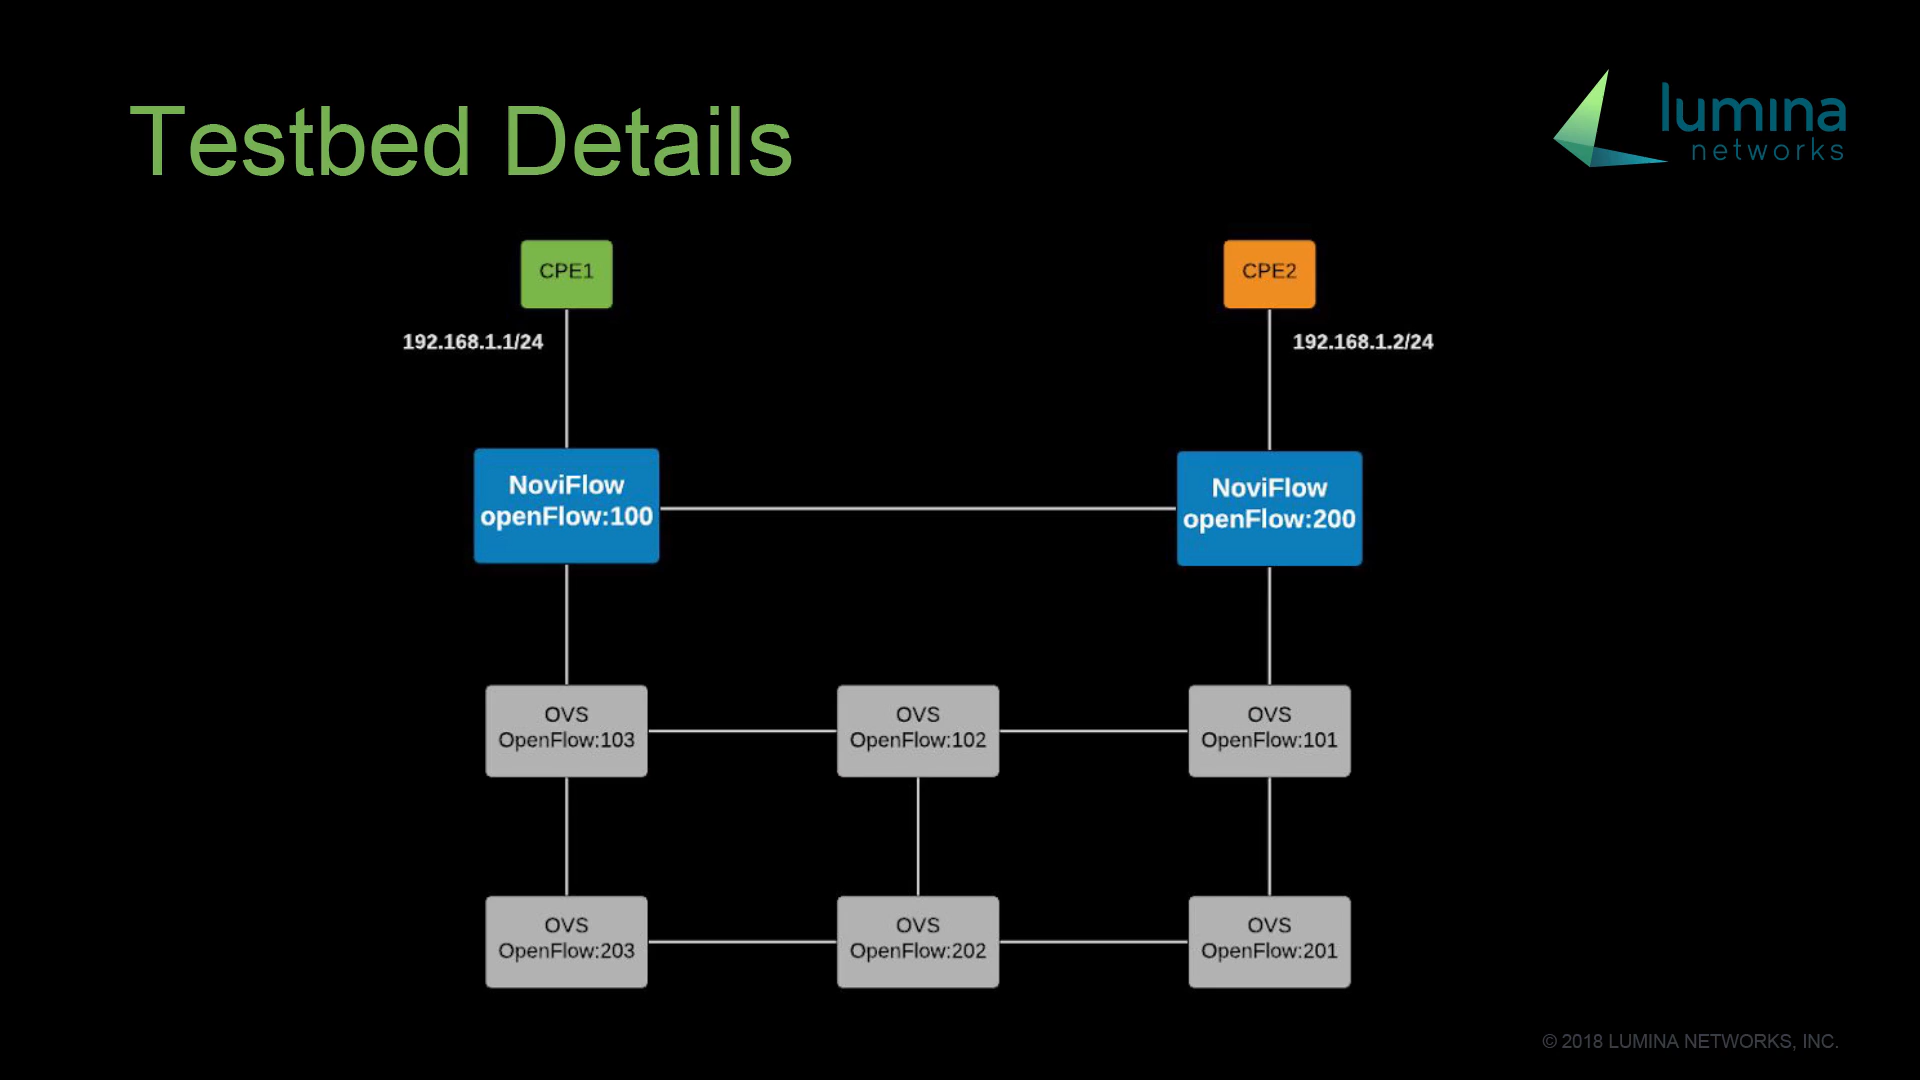 Testbed Details
lumina
networks
CPE1
CPE2
192.168.1.1/24
192.168.1.2/24
NoviFlow
openFlow:100
NoviFlow
openFlow:200
OVS
OpenFlow:103
OVS
OpenFlow:102
OVS
OpenFlow:101
OVS
OpenFlow:203
OVS
OpenFlow:202
OVS
OpenFlow:201
© 2018 LUMINA NETWORKS, INC.